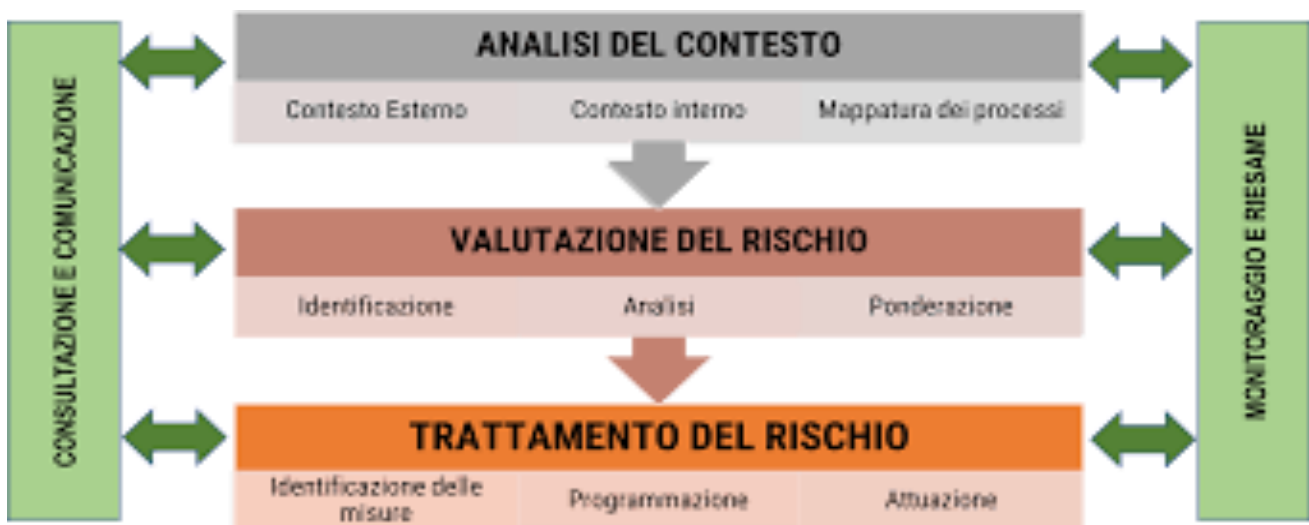 CONSULTAZIONE E COMUNICAZIONE
ANALISI DEL CONTESTO
Contesto Esterno
Contesto interno
Mappatura dei processi
VALUTAZIONE DEL RISCHIO
Identificazione
Analisi
Ponderazione
TRATTAMENTO DEL RISCHIO
Identificazione delle
misure
Programmazione
Attuazione
MONITORAGGIO E RIESAME